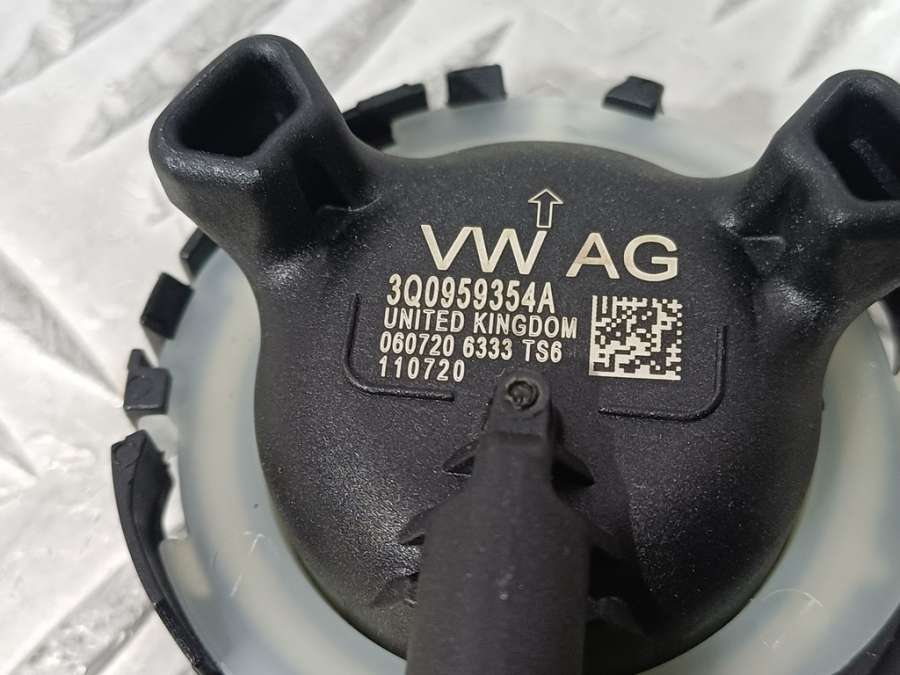 VW AG
3Q0959354A
UNITED KINGDOM
060720 6333 TS6
110720